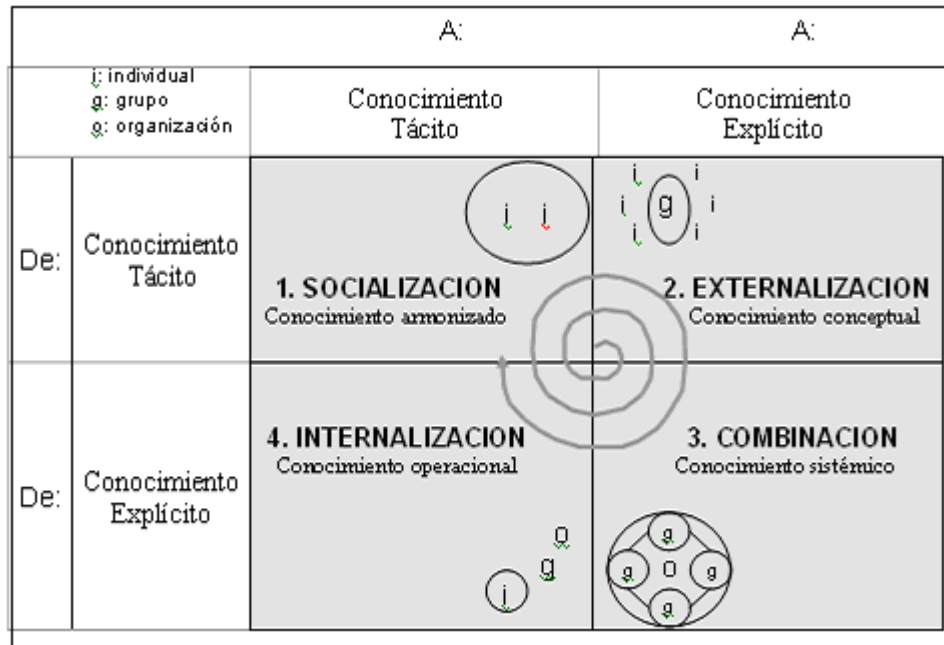 A:
A:
i: individual
g: grupo
o: organización
Conocimiento
Tácito
Conocimiento
Explícito
De:
Conocimiento
Tácito
i i
1. SOCIALIZACION
Conocimiento armonizado
i i
i g i
i i
2. EXTERNALIZACION
Conocimiento conceptual
De:
Conocimiento
Explícito
4. INTERNALIZACION
Conocimiento operacional
o
g
i
3. COMBINACION
Conocimiento sistémico
g
g o g
g